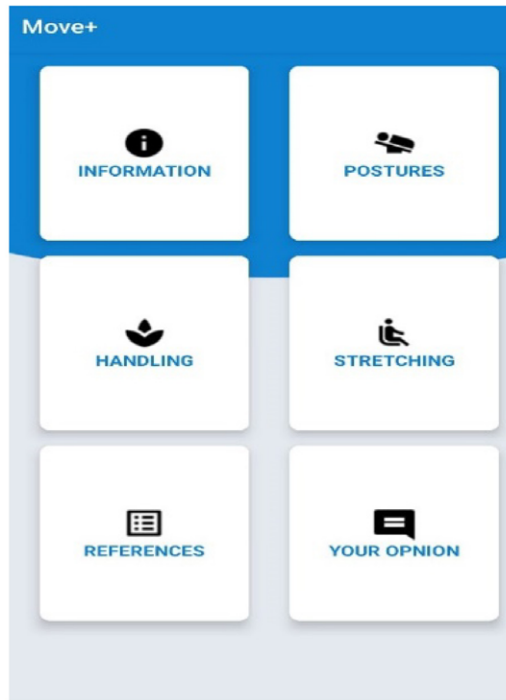 Move+
INFORMATION
POSTURES
HANDLING
STRETCHING
REFERENCES
YOUR OPNION